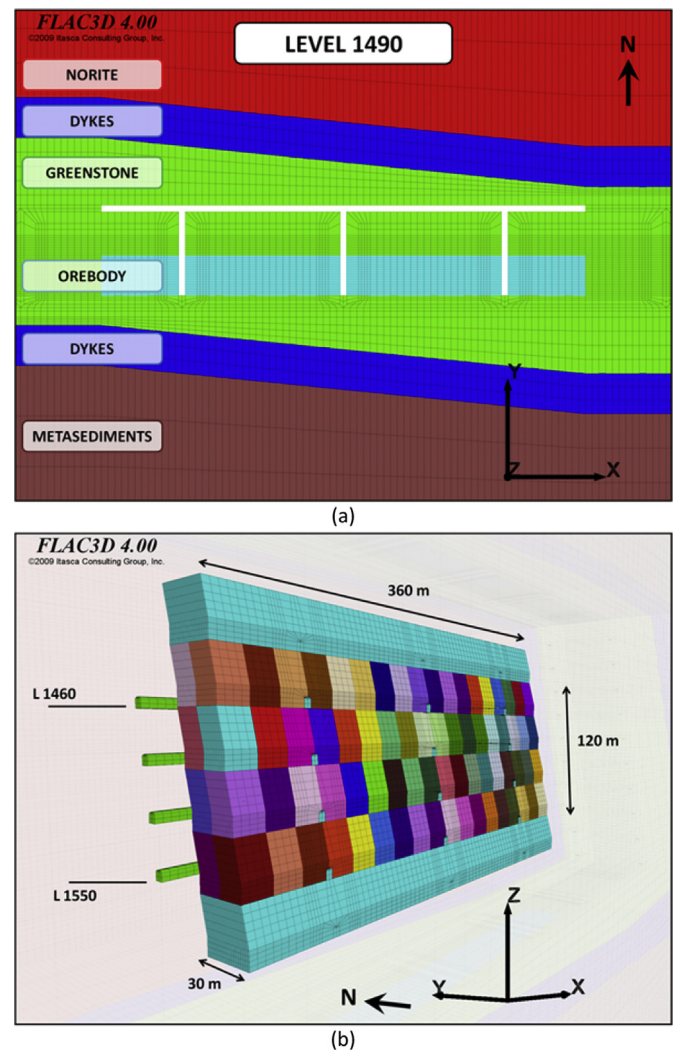 FLAC3D 4.00
©2009 Itasca Consulting Group, Inc.
LEVEL 1490
N
NORITE
DYKES
GREENSTONE
OREBODY
DYKES
Y
METASEDIMENTS
Z
X
(a)
FLAC3D 4.00
©2009 Itasca Consulting Group, Inc.
360 m
L 1460
120 m
L 1550
Z
30 m
N
Y
X
(b)